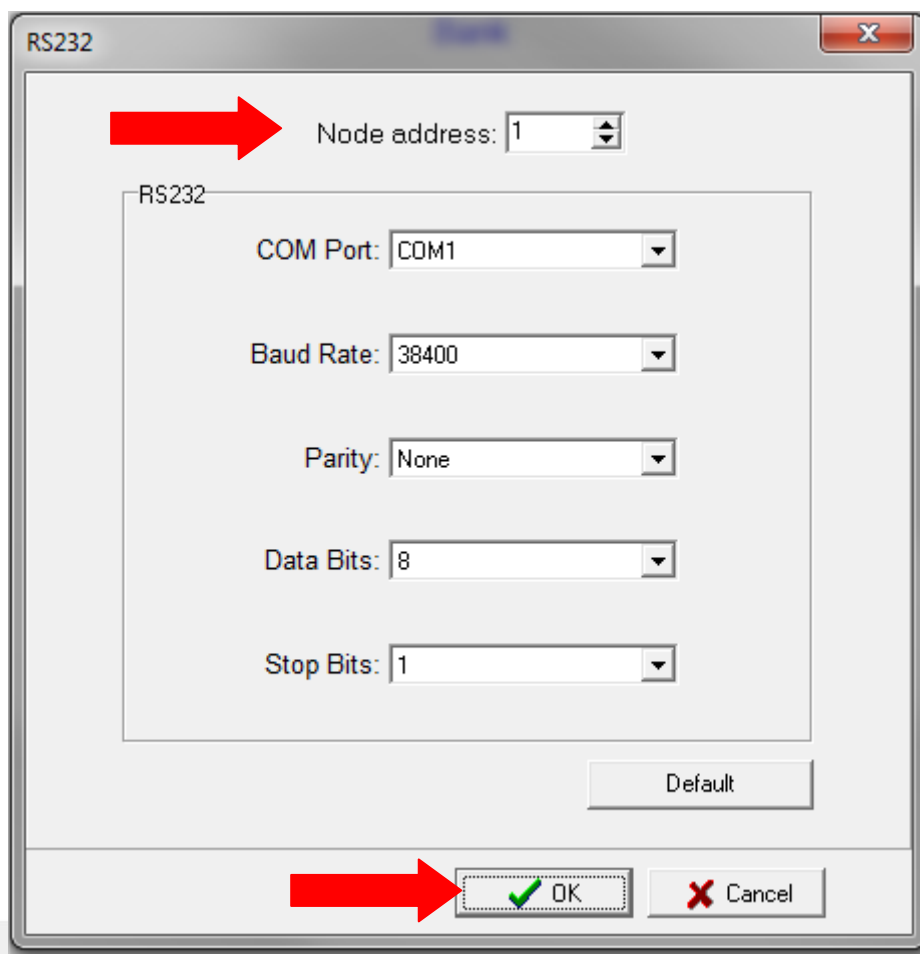 RS232
Bank
Node address: 1
RS232
COM Port: COM1
Baud Rate: 38400
Parity: None
Data Bits: 8
Stop Bits: 1
Default
OK
Cancel